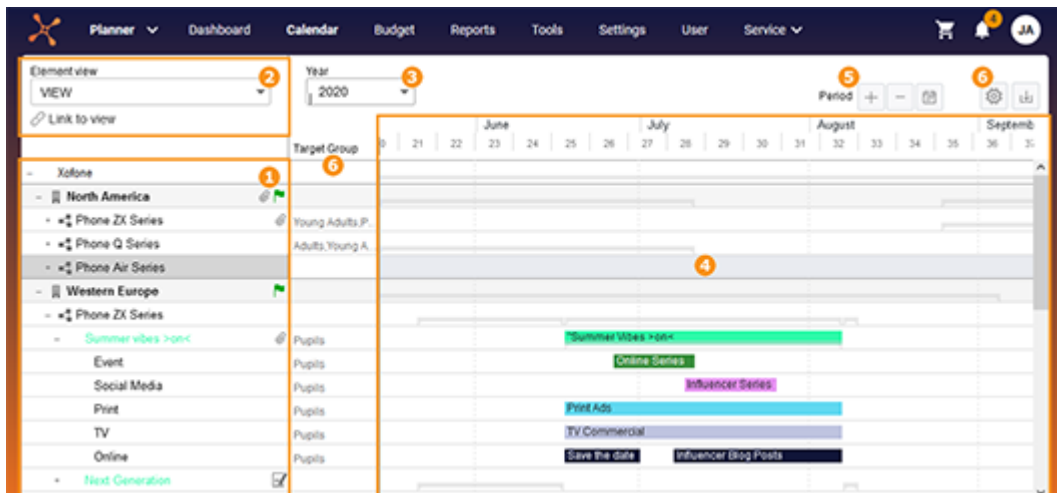 Planner Dashboard Calendar Budget Reports Tools Settings User Service 4 JA
Element view 2 Year 3 5 6
VIEW 2020 Period
Link to view
June July August Septemb
Target Group 0 21 22 23 24 25 26 27 28 29 30 31 32 33 34 35 36 37
Xofone 1 6
North America
Phone ZX Series Young Adults,P..
Phone Q Series Adults,Young A..
Phone Air Series 4
Western Europe
Phone ZX Series
Summer vibes >on< Pupils "Summer Vibes >on<
Event Pupils Online Series
Social Media Pupils Influencer Series
Print Pupils Print Ads
TV Pupils TV Commercial
Online Pupils Save the date Influencer Blog Posts
Next Generation